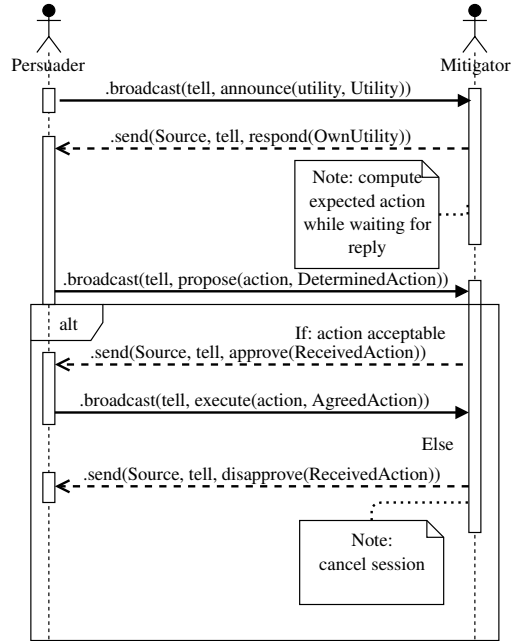 Persuader
Mitigator
.broadcast(tell, announce(utility, Utility))
.send(Source, tell, respond(OwnUtility))
Note: compute
expected action
while waiting for
reply
.broadcast(tell, propose(action, DeterminedAction))
alt
If: action acceptable
.send(Source, tell, approve(ReceivedAction))
.broadcast(tell, execute(action, AgreedAction))
Else
.send(Source, tell, disapprove(ReceivedAction))
Note:
cancel session